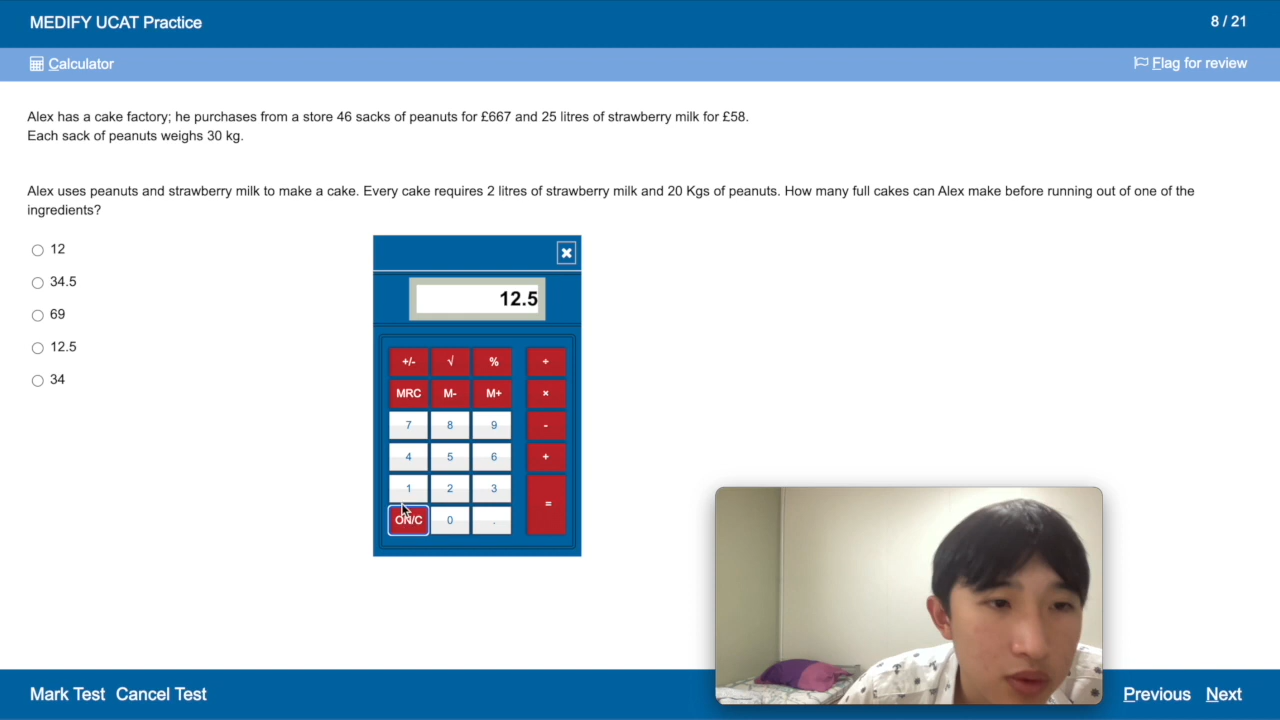 MEDIFY UCAT Practice
8 / 21
Calculator
Flag for review
Alex has a cake factory; he purchases from a store 46 sacks of peanuts for £667 and 25 litres of strawberry milk for £58.
Each sack of peanuts weighs 30 kg.
Alex uses peanuts and strawberry milk to make a cake. Every cake requires 2 litres of strawberry milk and 20 Kgs of peanuts. How many full cakes can Alex make before running out of one of the
ingredients?
12
34.5
69
12.5
34
12.5
+/- √ % ÷
MRC M- M+ ×
7 8 9 -
4 5 6 +
1 2 3 =
ON/C 0 .
Mark Test Cancel Test
Previous Next